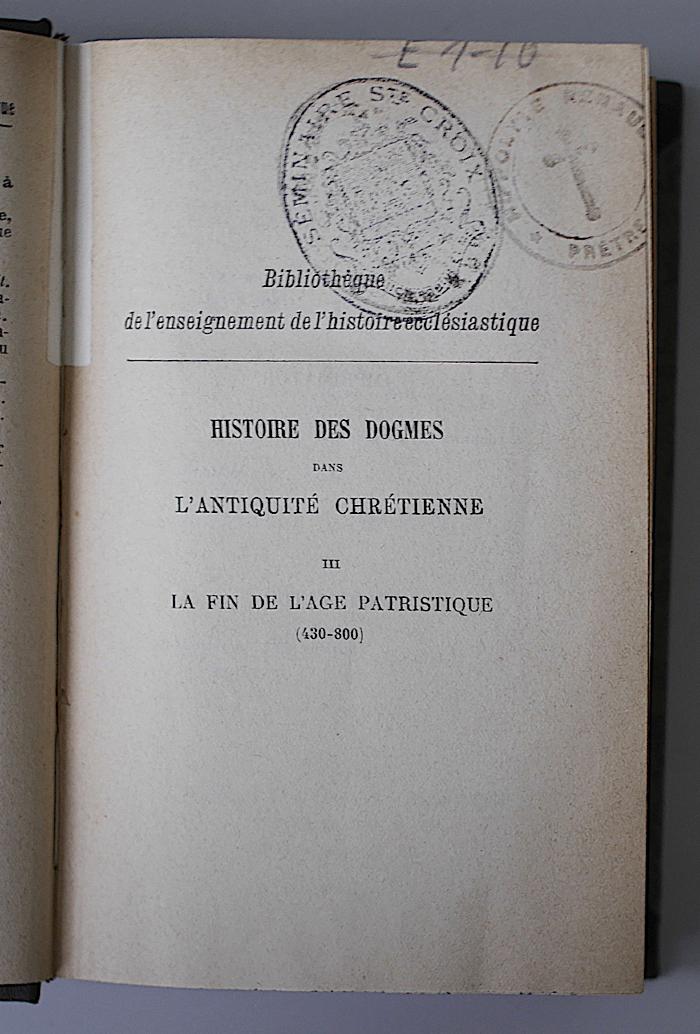 E 1-10
SEMINAIRE STE CROIX
PRÊTRE
Bibliothèque
de l'enseignement de l'histoire ecclésiastique
HISTOIRE DES DOGMES
DANS
L'ANTIQUITÉ CHRÉTIENNE
III
LA FIN DE L'AGE PATRISTIQUE
(430-800)